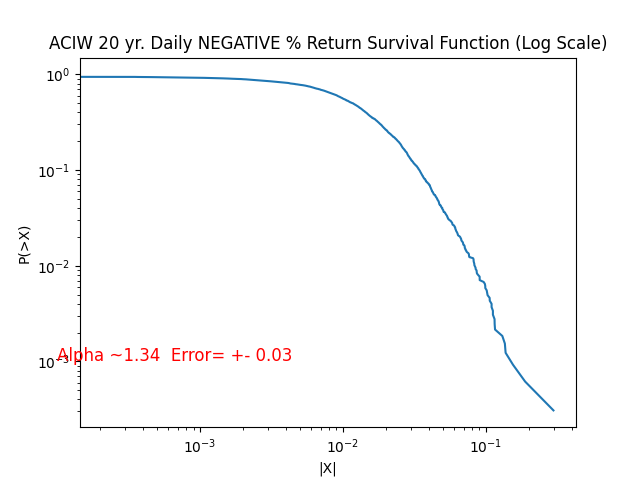 ACIW 20 yr. Daily NEGATIVE % Return Survival Function (Log Scale)
10⁰
10⁻¹
10⁻²
10⁻³
P(>X)
Alpha ~1.34 Error= +- 0.03
10⁻³ 10⁻² 10⁻¹
|X|